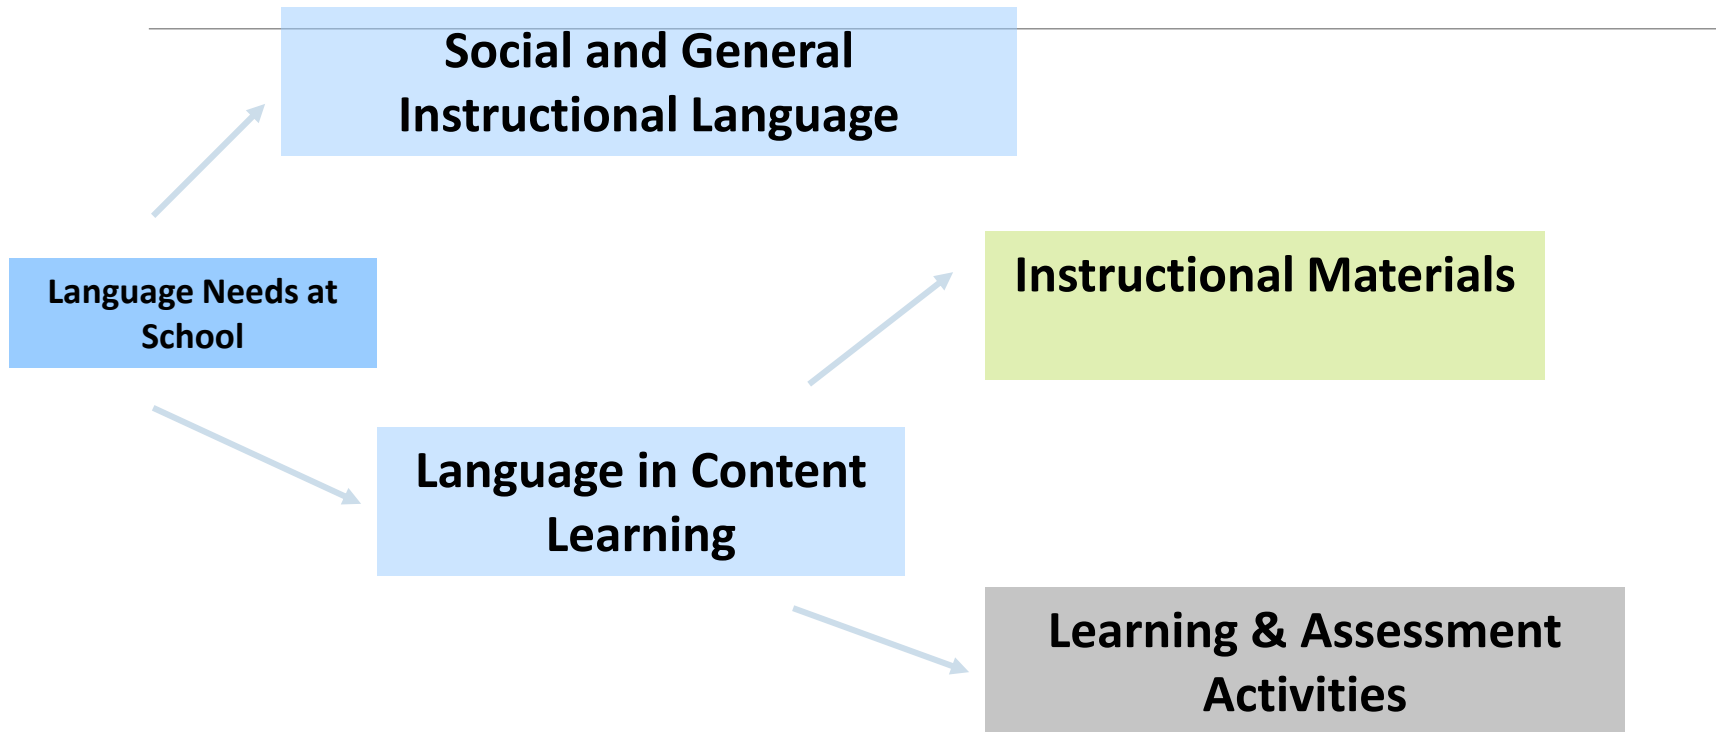 Social and General
Instructional Language
Language Needs at
School
Instructional Materials
Language in Content
Learning
Learning & Assessment
Activities